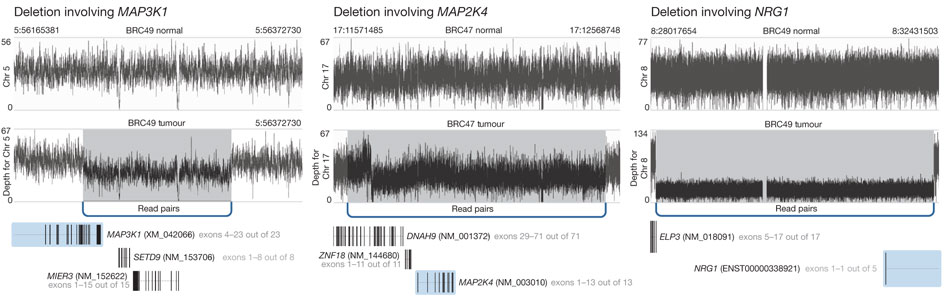 Deletion involving MAP3K1
5:56165381 BRC49 normal 5:56372730
56
Chr 5
0
BRC49 tumour 5:56372730
67
Depth for Chr 5
0
Read pairs
MAP3K1 (XM_042066) exons 4–23 out of 23
SETD9 (NM_153706) exons 1–8 out of 8
MIER3 (NM_152622)
exons 1–15 out of 15
Deletion involving MAP2K4
17:11571485 BRC47 normal 17:12568748
67
Chr 17
0
BRC47 tumour
67
Depth for
Chr 17
0
Read pairs
DNAH9 (NM_001372) exons 29–71 out of 71
ZNF18 (NM_144680)
exons 1–11 out of 11
MAP2K4 (NM_003010) exons 1–13 out of 13
Deletion involving NRG1
8:28017654 BRC49 normal 8:32431503
77
Chr 8
0
BRC49 tumour
134
Depth for
Chr 8
0
Read pairs
ELP3 (NM_018091) exons 5–17 out of 17
NRG1 (ENST00000338921) exons 1–1 out of 5